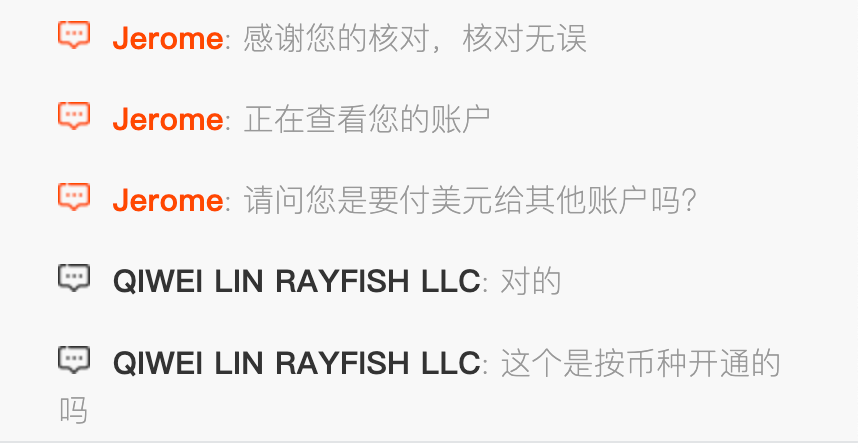 Jerome: 感谢您的核对，核对无误
Jerome: 正在查看您的账户
Jerome: 请问您是要付美元给其他账户吗?
QIWEI LIN RAYFISH LLC: 对的
QIWEI LIN RAYFISH LLC: 这个是按币种开通的
吗